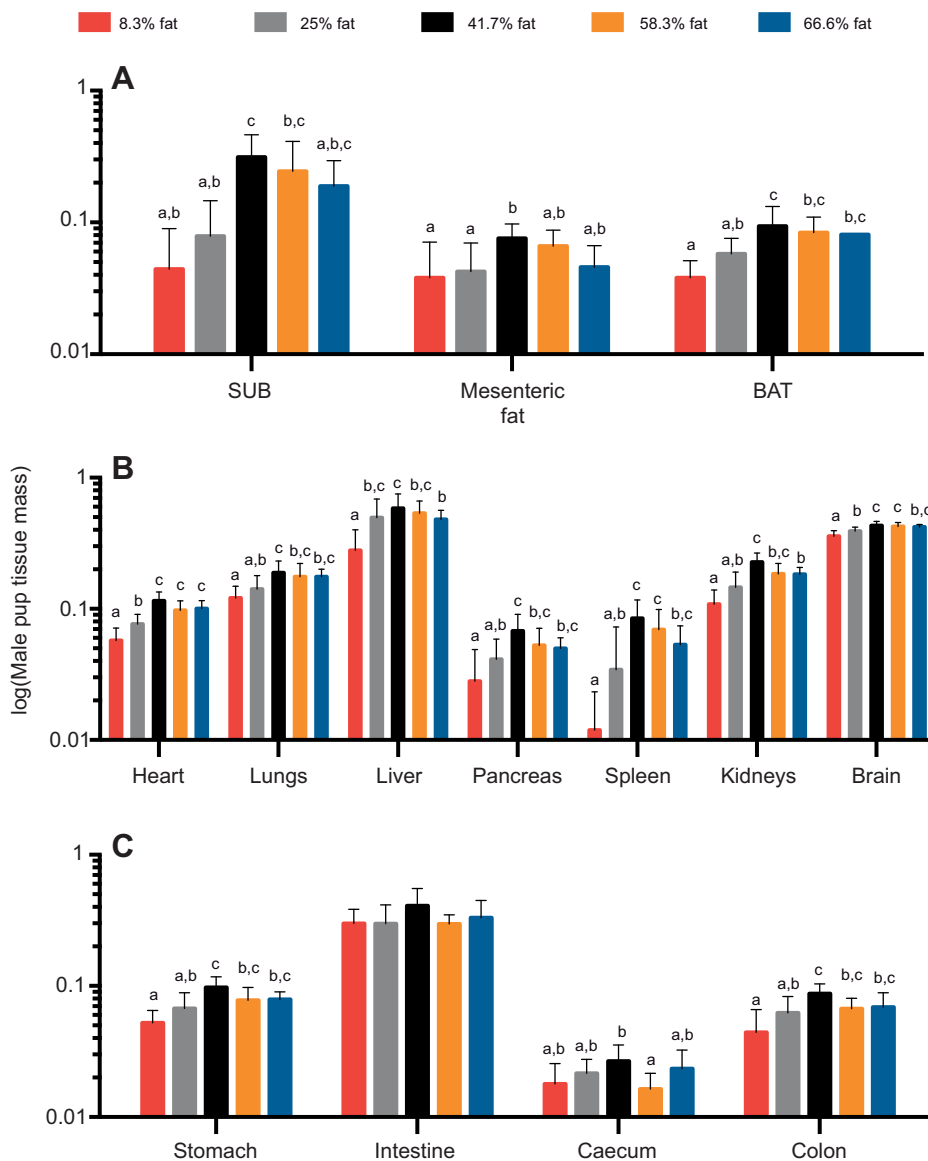 8.3% fat 25% fat 41.7% fat 58.3% fat 66.6% fat
A
1
0.1
0.01
a,b a,b c b,c a,b,c
a a b a,b a,b
a a,b c b,c b,c
SUB Mesenteric fat BAT
log(Male pup tissue mass)
B
1
0.1
0.01
a b c c c
a a,b c b,c b,c
a b,c c b,c b
a a,b c b,c b,c
a a,b c c b,c
a a,b c b,c b
a b c c b,c
Heart Lungs Liver Pancreas Spleen Kidneys Brain
C
1
0.1
0.01
a a,b c b,c b,c
a,b a,b b a a,b
a a,b c b,c b,c
Stomach Intestine Caecum Colon